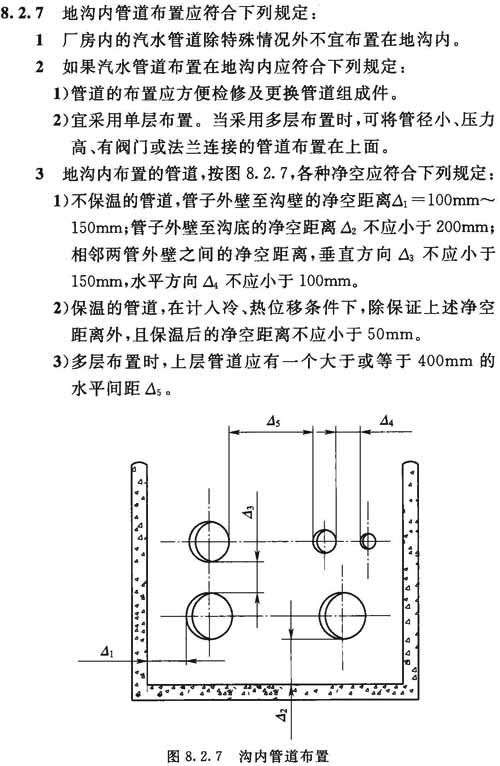 8.2.7 地沟内管道布置应符合下列规定:
1 厂房内的汽水管道除特殊情况外不宜布置在地沟内。
2 如果汽水管道布置在地沟内应符合下列规定:
1)管道的布置应方便检修及更换管道组成件。
2)宜采用单层布置。当采用多层布置时,可将管径小、压力
高、有阀门或法兰连接的管道布置在上面。
3 地沟内布置的管道,按图 8.2.7,各种净空应符合下列规定:
1)不保温的管道,管子外壁至沟壁的净空距离Δ₁=100mm~
150mm;管子外壁至沟底的净空距离 Δ₂ 不应小于 200mm;
相邻两管外壁之间的净空距离,垂直方向 Δ₃ 不应小于
150mm,水平方向 Δ₄ 不应小于 100mm。
2)保温的管道,在计入冷、热位移条件下,除保证上述净空
距离外,且保温后的净空距离不应小于 50mm。
3)多层布置时,上层管道应有一个大于或等于 400mm 的
水平间距 Δ₅。
Δ₅
Δ₄
Δ₃
Δ₁
Δ₂
图 8.2.7 沟内管道布置